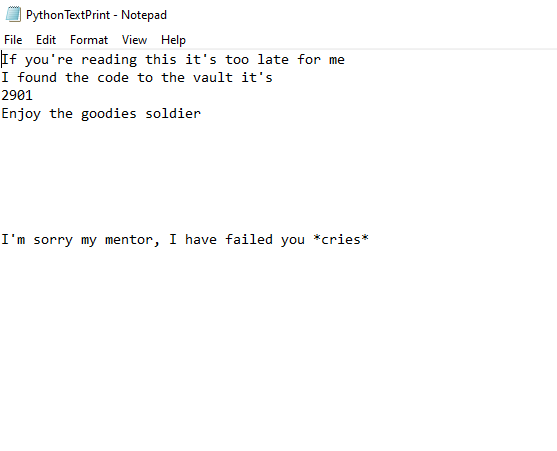 PythonTextPrint - Notepad
File Edit Format View Help
If you're reading this it's too late for me
I found the code to the vault it's
2901
Enjoy the goodies soldier
I'm sorry my mentor, I have failed you *cries*